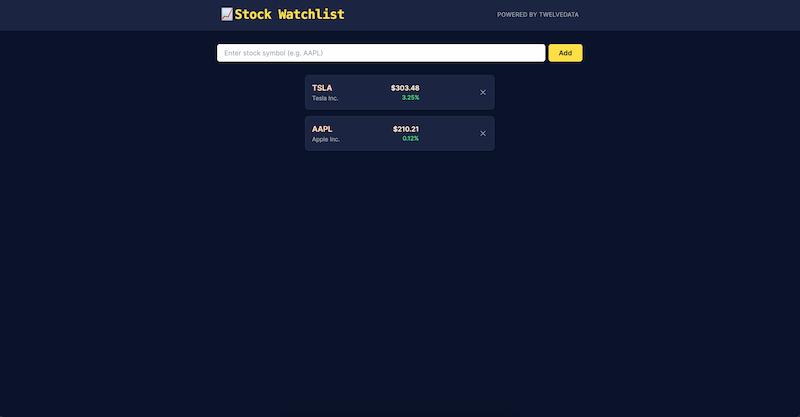 Stock Watchlist
POWERED BY TWELVEDATA
Enter stock symbol (e.g. AAPL)
Add
TSLA
$303.48
Tesla Inc.
3.25%
AAPL
$210.21
Apple Inc.
0.12%